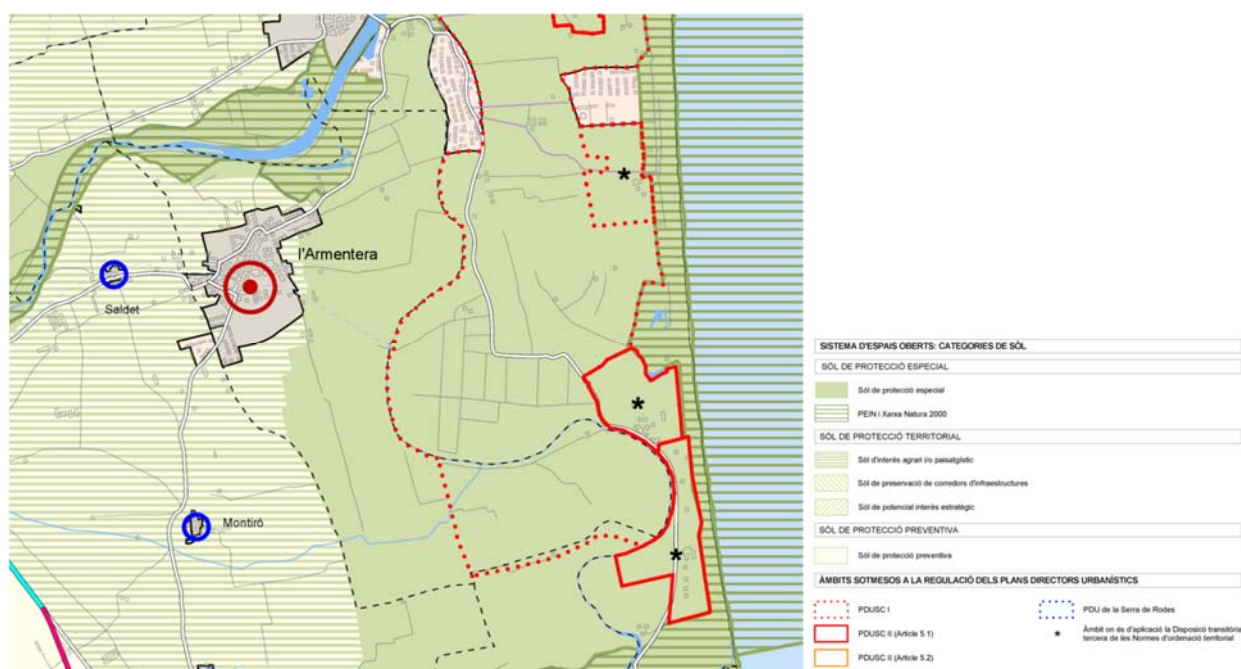 l'Armentera
Saldet
Montiró
SISTEMA D'ESPAIS OBERTS: CATEGORIES DE SÒL
SÒL DE PROTECCIÓ ESPECIAL
Sòl de protecció especial
PEIN i Xarxa Natura 2000
SÒL DE PROTECCIÓ TERRITORIAL
Sòl d'interès agrari i/o paisatgístic
Sòl de preservació de corredors d'infraestructures
Sòl de potencial interès estratègic
SÒL DE PROTECCIÓ PREVENTIVA
Sòl de protecció preventiva
ÀMBITS SOTMESOS A LA REGULACIÓ DELS PLANS DIRECTORS URBANÍSTICS
PDUSC I
PDUSC II (Article 5.1)
PDUSC II (Article 5.2)
PDU de la Serra de Rodes
* Àmbit on és d'aplicació la Disposició transitòria
tercera de les Normes d'ordenació territorial